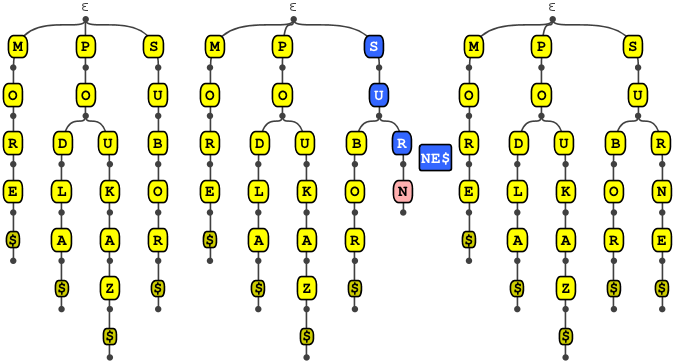 ε ε ε
M P S M P S M P S
O O U O O U O O U
R D U B R D U B R NE$ R D U B R
E L K O E L K O N E L K O N
$ A A R $ A A R $ A A R E
$ Z $ $ Z $ $ Z $ $
$ $ $